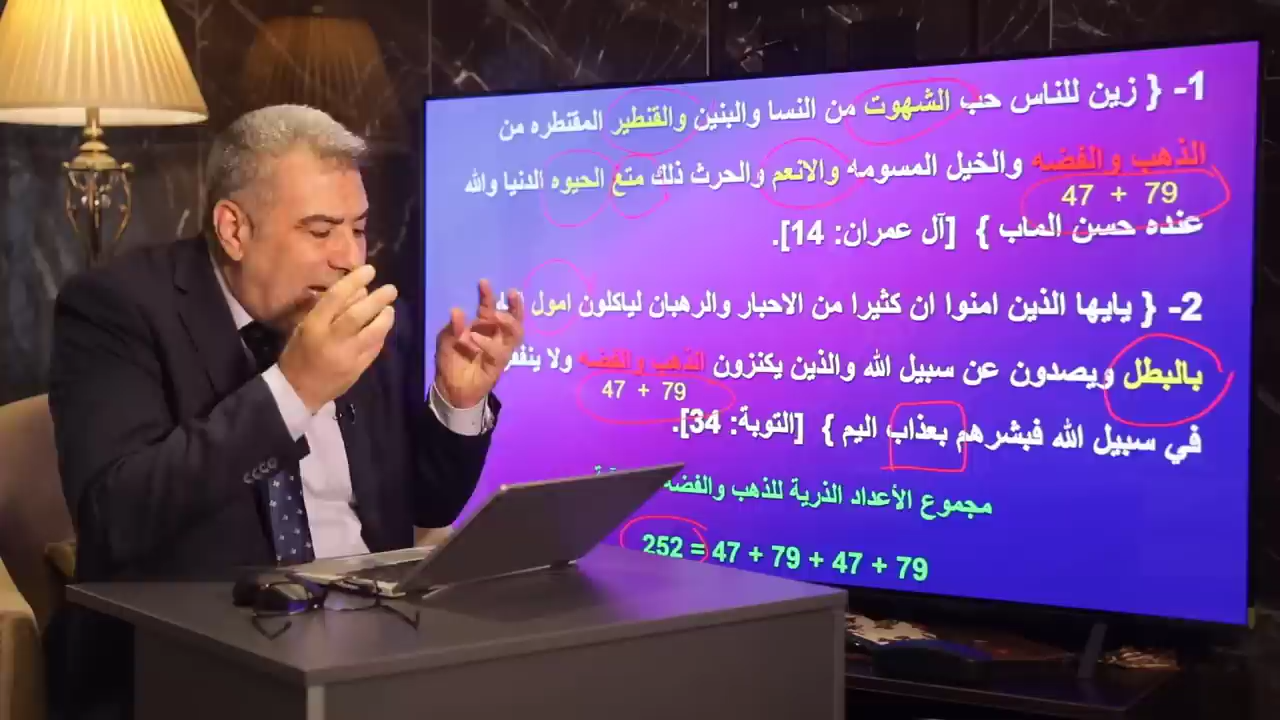 1- { زين للناس حب الشهوت من النسا والبنين والقنطير المقنطره من
الذهب والفضه والخيل المسومه والانعم والحرث ذلك متع الحيوه الدنيا والله
47 + 79
عنده حسن الماب } [آل عمران: 14].
2- { يايها الذين امنوا ان كثيرا من الاحبار والرهبان لياكلون امول
بالبطل ويصدون عن سبيل الله والذين يكنزون الذهب والفضه ولا
47 + 79
في سبيل الله فبشرهم بعذاب اليم } [التوبة: 34].
مجموع الأعداد الذرية للذهب والفضه
252 = 47 + 79 + 47 + 79